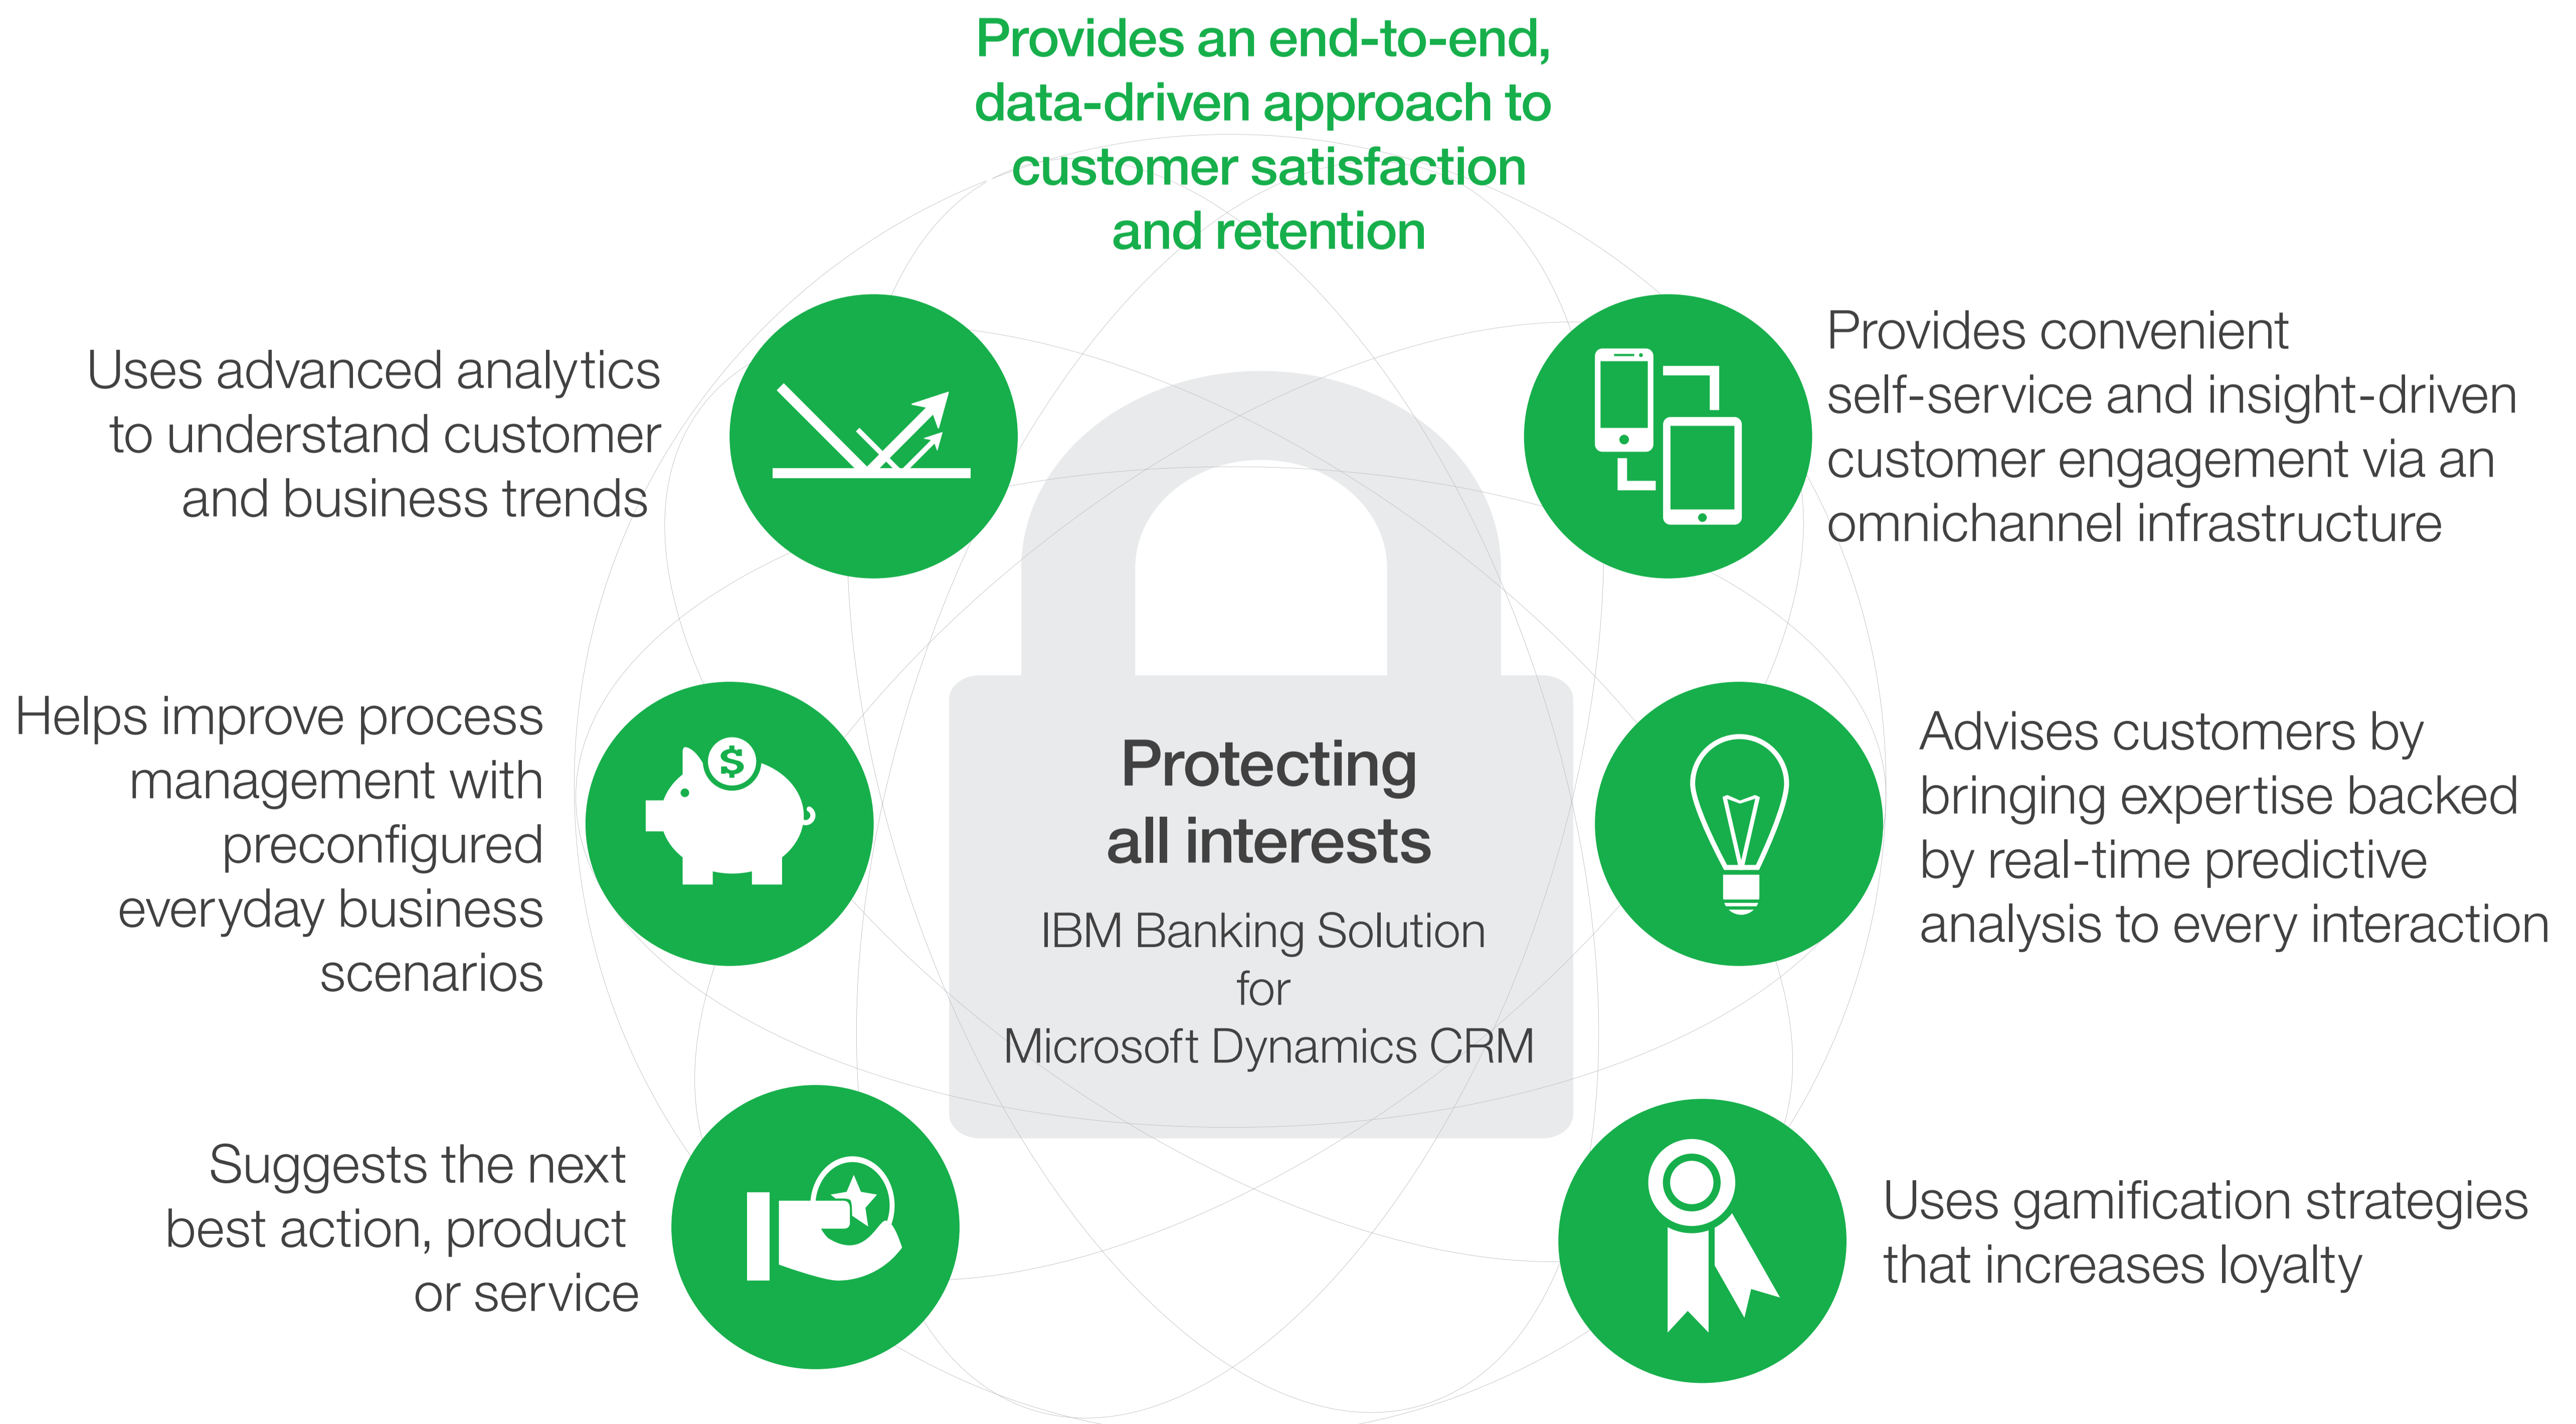 Provides an end-to-end,
data-driven approach to
customer satisfaction
and retention
Uses advanced analytics
to understand customer
and business trends
Provides convenient
self-service and insight-driven
customer engagement via an
omnichannel infrastructure
Helps improve process
management with
preconfigured
everyday business
scenarios
$
Protecting
all interests
IBM Banking Solution
for
Microsoft Dynamics CRM
Advises customers by
bringing expertise backed
by real-time predictive
analysis to every interaction
Suggests the next
best action, product
or service
Uses gamification strategies
that increases loyalty